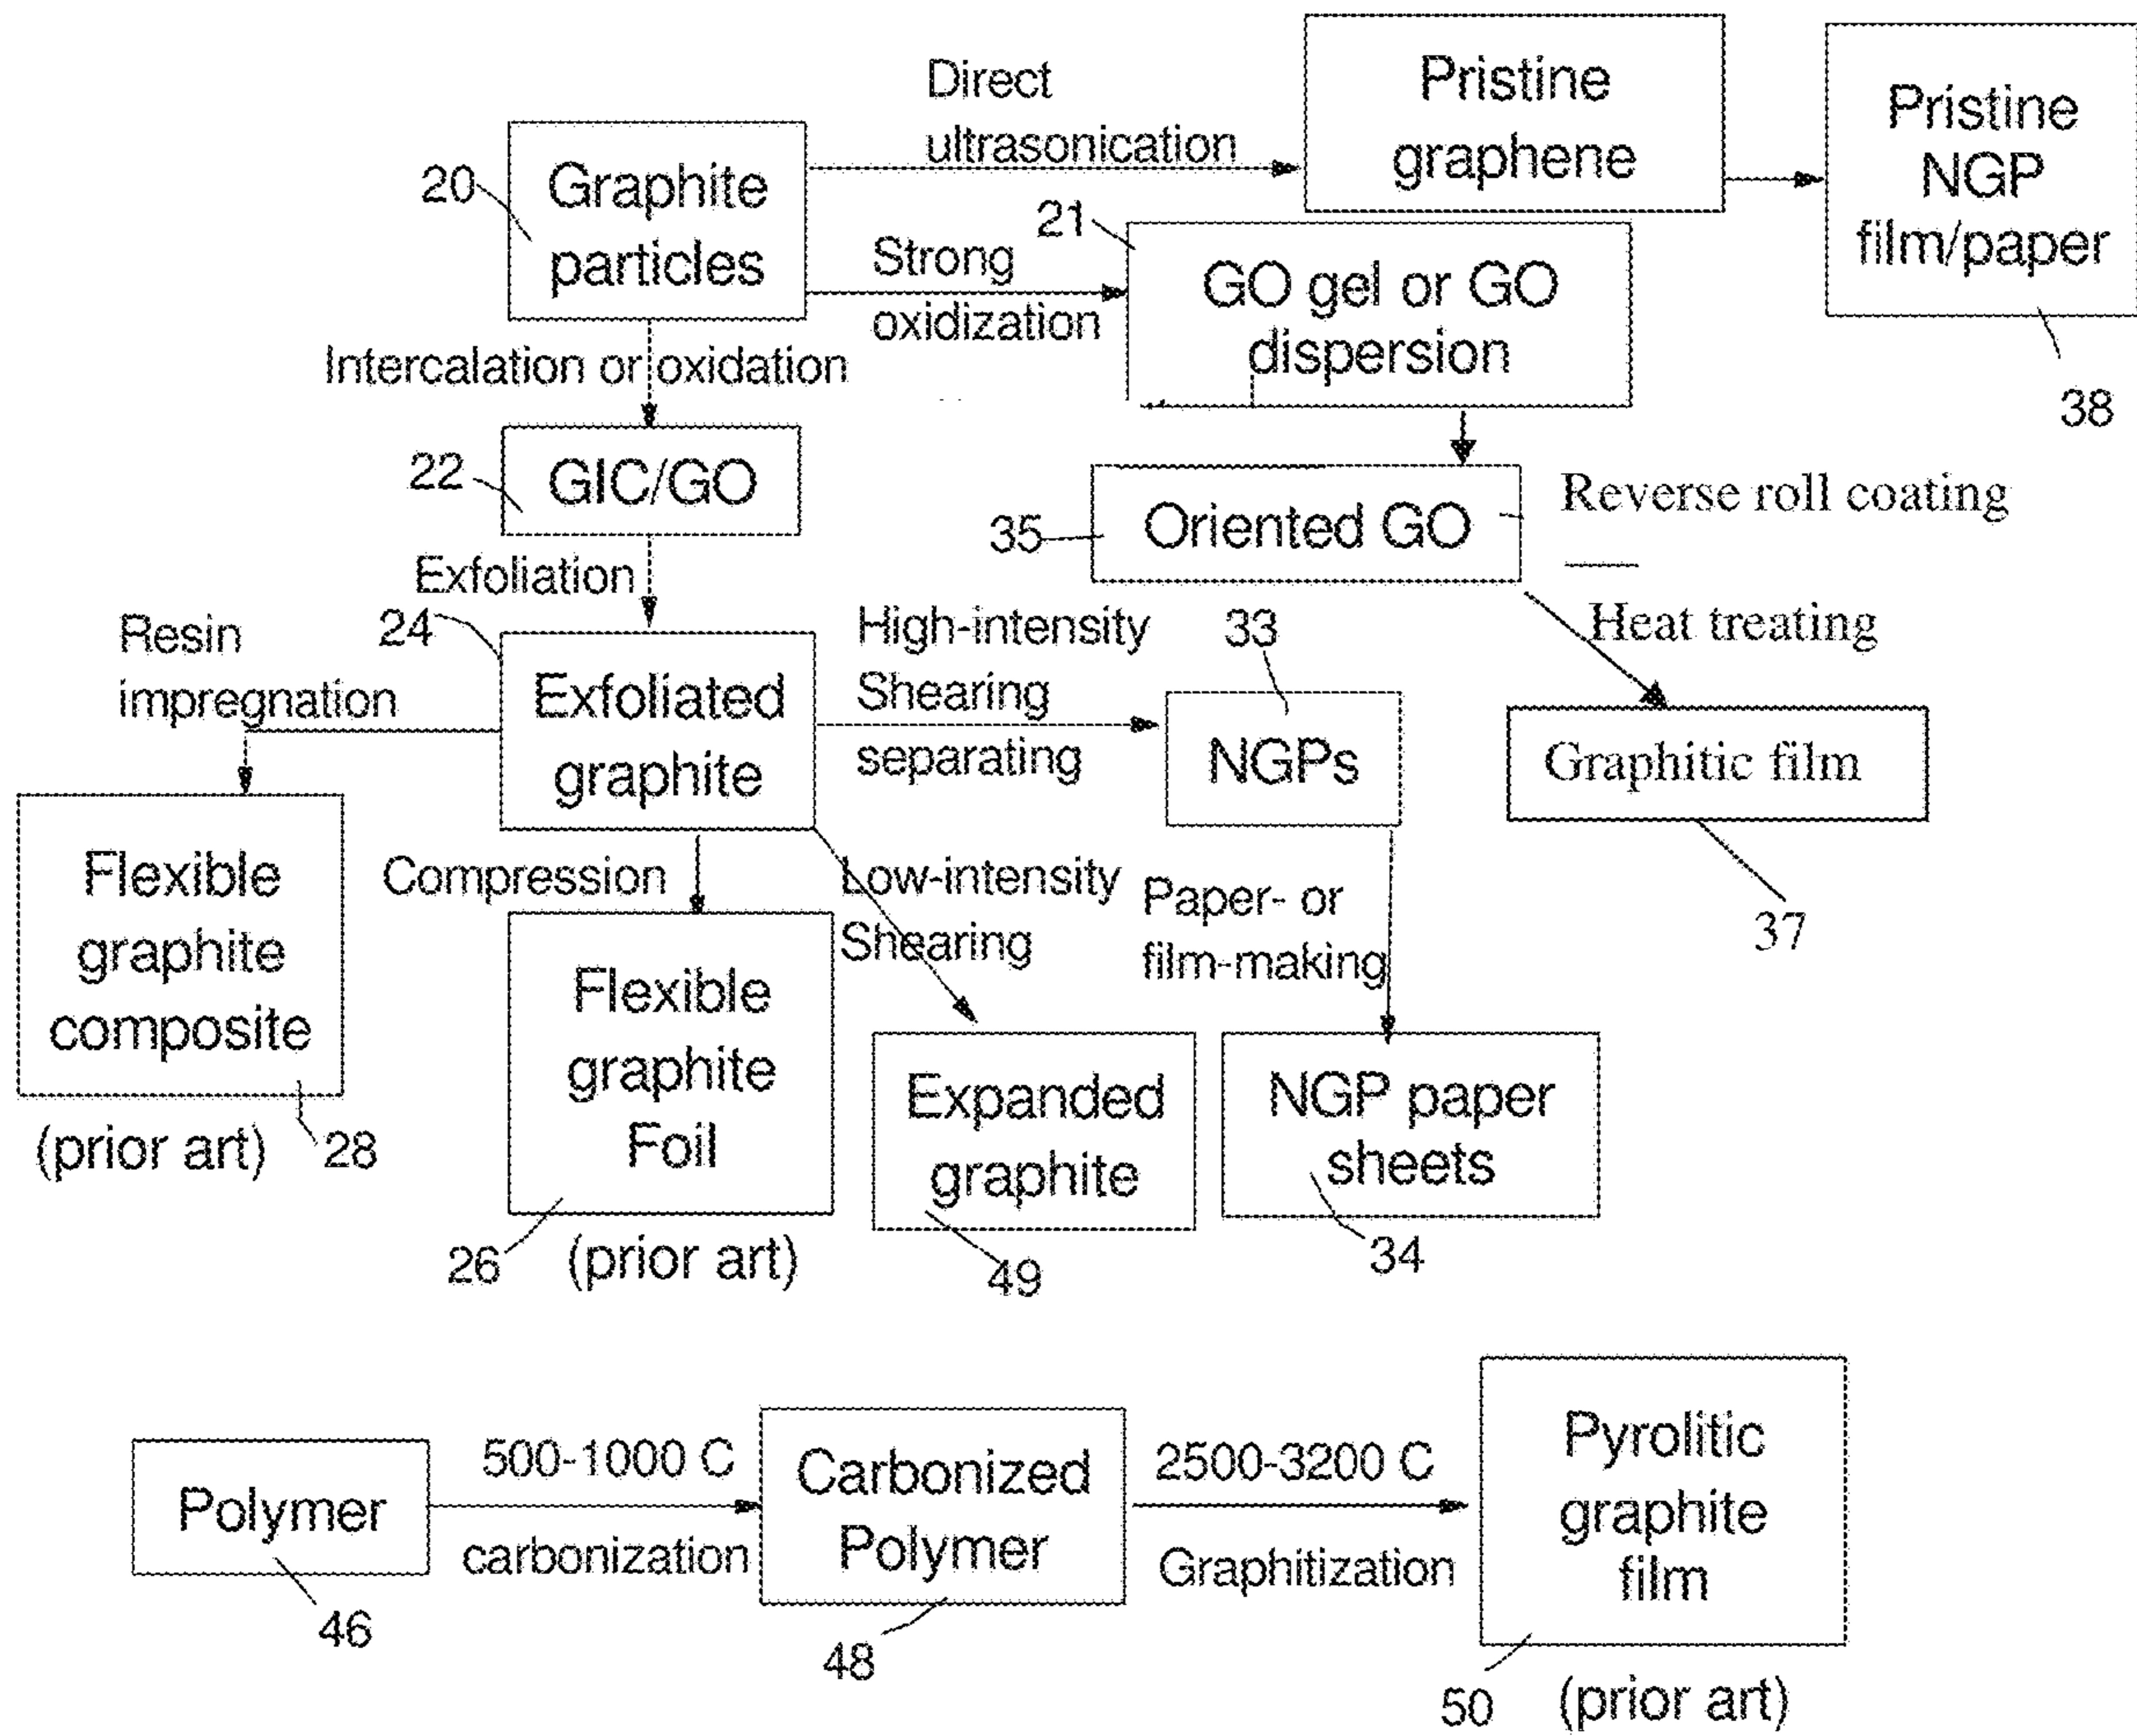 Direct
ultrasonication
Pristine
graphene
Pristine
NGP
film/paper
38
20
Graphite
particles
Strong
oxidization
21
GO gel or GO
dispersion
Intercalation or oxidation
22
GIC/GO
35
Oriented GO
Reverse roll coating
Heat treating
Exfoliation
Resin
impregnation
24
Exfoliated
graphite
High-intensity
Shearing
separating
33
NGPs
Graphitic film
37
Flexible
graphite
composite
(prior art)
28
Compression
Flexible
graphite
Foil
26
(prior art)
Low-intensity
Shearing
Expanded
graphite
49
Paper- or
film-making
NGP paper
sheets
34
Polymer
46
500-1000 C
carbonization
Carbonized
Polymer
48
2500-3200 C
Graphitization
Pyrolitic
graphite
film
50
(prior art)